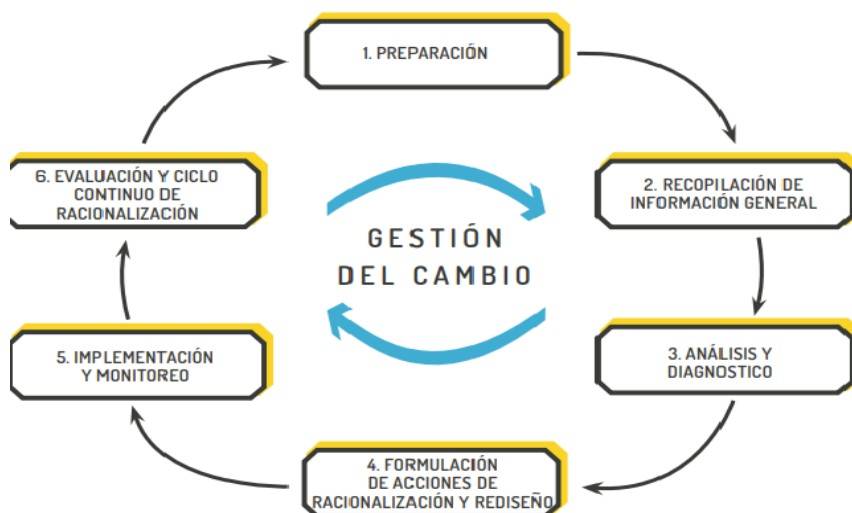 1. PREPARACIÓN
2. RECOPILACIÓN DE
INFORMACIÓN GENERAL
3. ANÁLISIS Y
DIAGNOSTICO
4. FORMULACIÓN
DE ACCIONES DE
RACIONALIZACIÓN Y REDISEÑO
5. IMPLEMENTACIÓN
Y MONITOREO
6. EVALUACIÓN Y CICLO
CONTINUO DE
RACIONALIZACIÓN
GESTIÓN
DEL CAMBIO